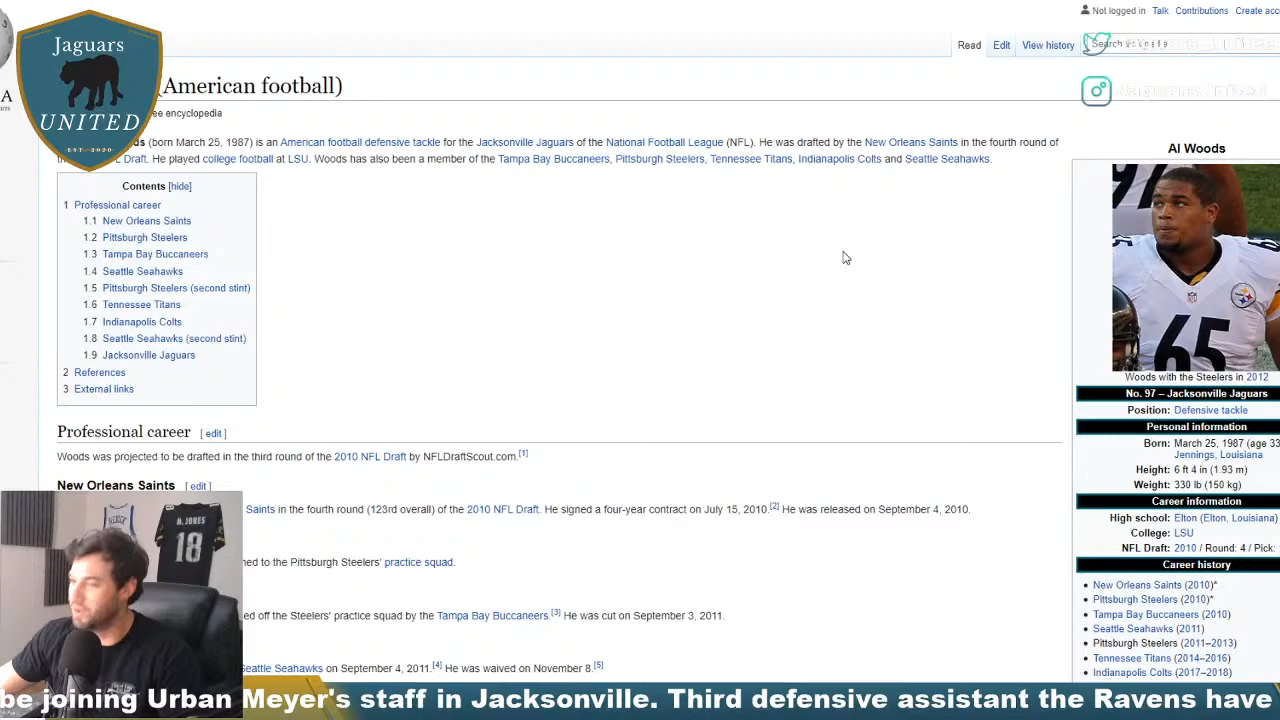 Not logged in Talk Contributions Create acc
Jaguars
UNITED
EST 2020
Read Edit View history
A
(American football)
ee encyclopedia
(born March 25, 1987) is an American football defensive tackle for the Jacksonville Jaguars of the National Football League (NFL). He was drafted by the New Orleans Saints in the fourth round of
L Draft. He played college football at LSU. Woods has also been a member of the Tampa Bay Buccaneers, Pittsburgh Steelers, Tennessee Titans, Indianapolis Colts and Seattle Seahawks.
Contents [hide]
1 Professional career
1.1 New Orleans Saints
1.2 Pittsburgh Steelers
1.3 Tampa Bay Buccaneers
1.4 Seattle Seahawks
1.5 Pittsburgh Steelers (second stint)
1.6 Tennessee Titans
1.7 Indianapolis Colts
1.8 Seattle Seahawks (second stint)
1.9 Jacksonville Jaguars
2 References
3 External links
Professional career [ edit ]
Woods was projected to be drafted in the third round of the 2010 NFL Draft by NFLDraftScout.com.[1]
New Orleans Saints [ edit ]
Saints in the fourth round (123rd overall) of the 2010 NFL Draft. He signed a four-year contract on July 15, 2010.[2] He was released on September 4, 2010.
ned to the Pittsburgh Steelers' practice squad.
ed off the Steelers' practice squad by the Tampa Bay Buccaneers.[3] He was cut on September 3, 2011.
Seattle Seahawks on September 4, 2011.[4] He was waived on November 8.[5]
Al Woods
65
Woods with the Steelers in 2012
No. 97 – Jacksonville Jaguars
Position: Defensive tackle
Personal information
Born: March 25, 1987 (age 33
Jennings, Louisiana
Height: 6 ft 4 in (1.93 m)
Weight: 330 lb (150 kg)
Career information
High school: Elton (Elton, Louisiana)
College: LSU
NFL Draft: 2010 / Round: 4 / Pick:
Career history
New Orleans Saints (2010)*
Pittsburgh Steelers (2010)*
Tampa Bay Buccaneers (2010)
Seattle Seahawks (2011)
Pittsburgh Steelers (2011–2013)
Tennessee Titans (2014–2016)
Indianapolis Colts (2017–2018)
M. JONES
18
be joining Urban Meyer's staff in Jacksonville. Third defensive assistant the Ravens have